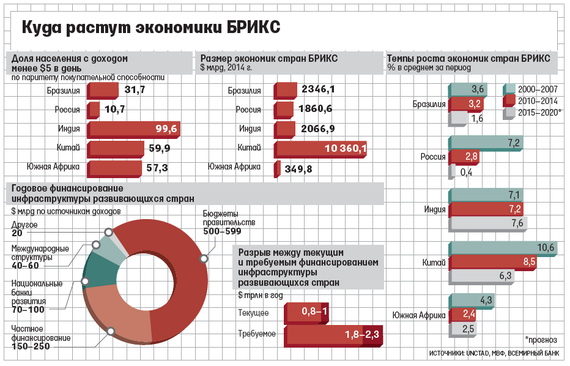 Куда растут экономики БРИКС
Доля населения с доходом
менее $5 в день
по паритету покупательной способности
Бразилия 31,7
Россия 10,7
Индия 99,6
Китай 59,9
Южная Африка 57,3
Размер экономик стран БРИКС
$ млрд, 2014 г.
Бразилия 2346,1
Россия 1860,6
Индия 2066,9
Китай 10 360,1
Южная Африка 349,8
Темпы роста экономик стран БРИКС
% в среднем за период
2000–2007
2010–2014
2015–2020*
Бразилия 3,6
3,2
1,6
Россия 7,2
2,8
0,4
Индия 7,1
7,2
7,6
Китай 10,6
8,5
6,3
Южная Африка 4,3
2,4
2,5
Годовое финансирование
инфраструктуры развивающихся стран
$ млрд по источникам доходов
Другое
20
Международные
структуры
40–60
Национальные
банки
развития
70–100
Частное
финансирование
150–250
Бюджеты
правительств
500–599
Разрыв между текущим
и требуемым финансированием
инфраструктуры
развивающихся стран
$ трлн в год
Текущее 0,8–1
Требуемое 1,8–2,3
*прогноз
ИСТОЧНИКИ: UNCTAD, МВФ, ВСЕМИРНЫЙ БАНК